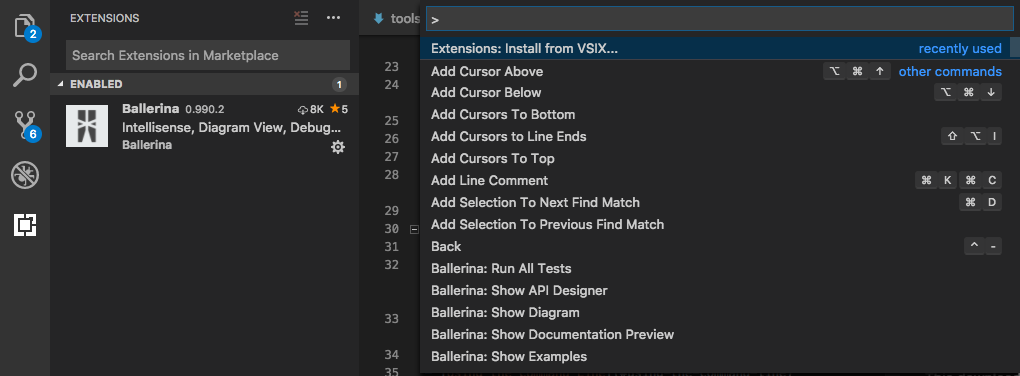 EXTENSIONS
2
Search Extensions in Marketplace
ENABLED 1
Ballerina 0.990.2 8K 5
Intellisense, Diagram View, Debug...
Ballerina
6
tools
23
24
25
26
27
28
29
30
31
32
33
34
35
>
Extensions: Install from VSIX... recently used
Add Cursor Above ⌥ ⌘ ↑ other commands
Add Cursor Below ⌥ ⌘ ↓
Add Cursors To Bottom
Add Cursors to Line Ends ⇧ ⌥ I
Add Cursors To Top
Add Line Comment ⌘ K ⌘ C
Add Selection To Next Find Match ⌘ D
Add Selection To Previous Find Match
Back ^ -
Ballerina: Run All Tests
Ballerina: Show API Designer
Ballerina: Show Diagram
Ballerina: Show Documentation Preview
Ballerina: Show Examples